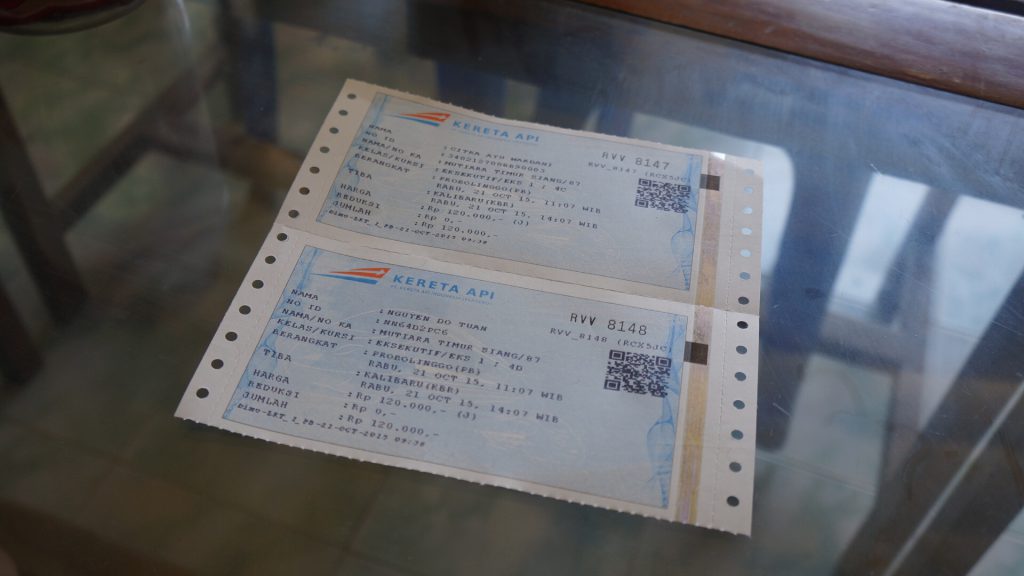 KERETA API
RVV 8147
RVV_8147 (RCX5JC
NAMA : CITRA AYU WARDANI
NO ID
NAMA/NO KA : MUTIARA TIMUR SIANG/87
KELAS/KURSI : EKSEKUTIF/EKS 1 / 4C
BERANGKAT : PROBOLINGGO(PB)
RABU, 21 OCT 15, 11:07 WIB
TIBA : KALIBARU(KBR)
RABU, 21 OCT 15, 14:07 WIB
HARGA : Rp 120.000,- (J)
REDUKSI : Rp 0,-
JUMLAH : Rp 120.000,-
KERETA API
RVV 8148
RVV_8148 (RCX5JC
NAMA : NGUTEN DO TUAN
NO ID
NAMA/NO KA : MUTIARA TIMUR SIANG/87
KELAS/KURSI : EKSEKUTIF/EKS 1 / 4D
BERANGKAT : PROBOLINGGO(PB)
RABU, 21 OCT 15, 11:07 WIB
TIBA : KALIBARU(KBR)
RABU, 21 OCT 15, 14:07 WIB
HARGA : Rp 120.000,- (J)
REDUKSI : Rp 0,-
JUMLAH : Rp 120.000,-